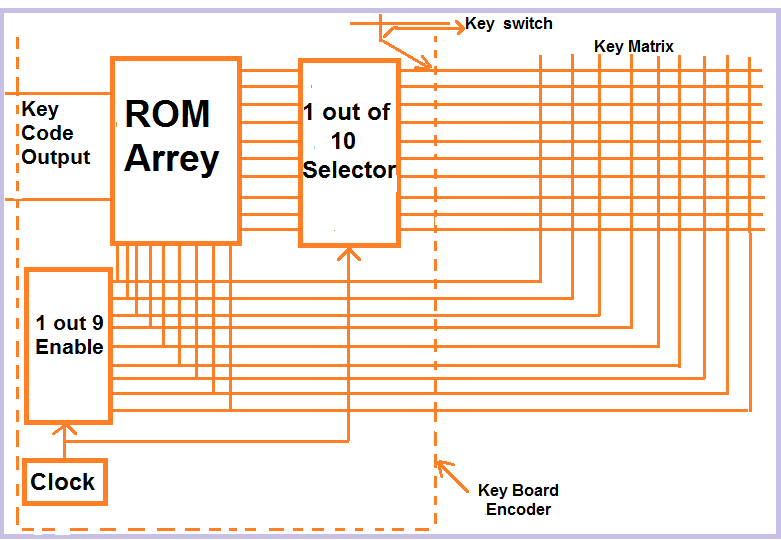 Key switch
Key Matrix
Key
Code
Output
ROM
Arrey
1 out of
10
Selector
1 out 9
Enable
Clock
Key Board
Encoder